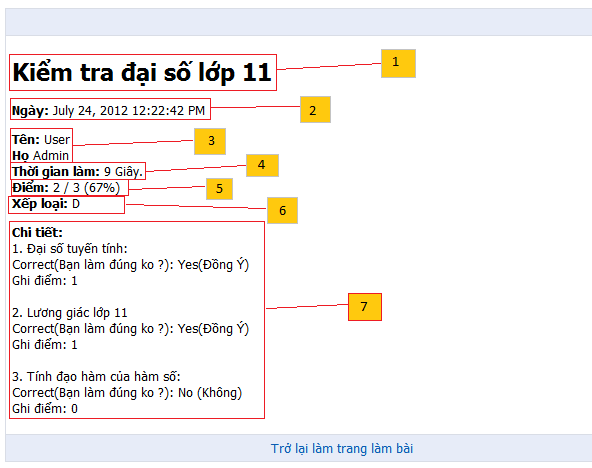 Kiểm tra đại số lớp 11
1
Ngày: July 24, 2012 12:22:42 PM
2
Tên: User
3
Họ Admin
Thời gian làm: 9 Giây.
4
Điểm: 2 / 3 (67%)
5
Xếp loại: D
6
Chi tiết:
1. Đại số tuyến tính:
Correct(Bạn làm đúng ko ?): Yes(Đồng Ý)
Ghi điểm: 1
2. Lương giác lớp 11
Correct(Bạn làm đúng ko ?): Yes(Đồng Ý)
Ghi điểm: 1
3. Tính đạo hàm của hàm số:
Correct(Bạn làm đúng ko ?): No (Không)
Ghi điểm: 0
7
Trở lại làm trang làm bài